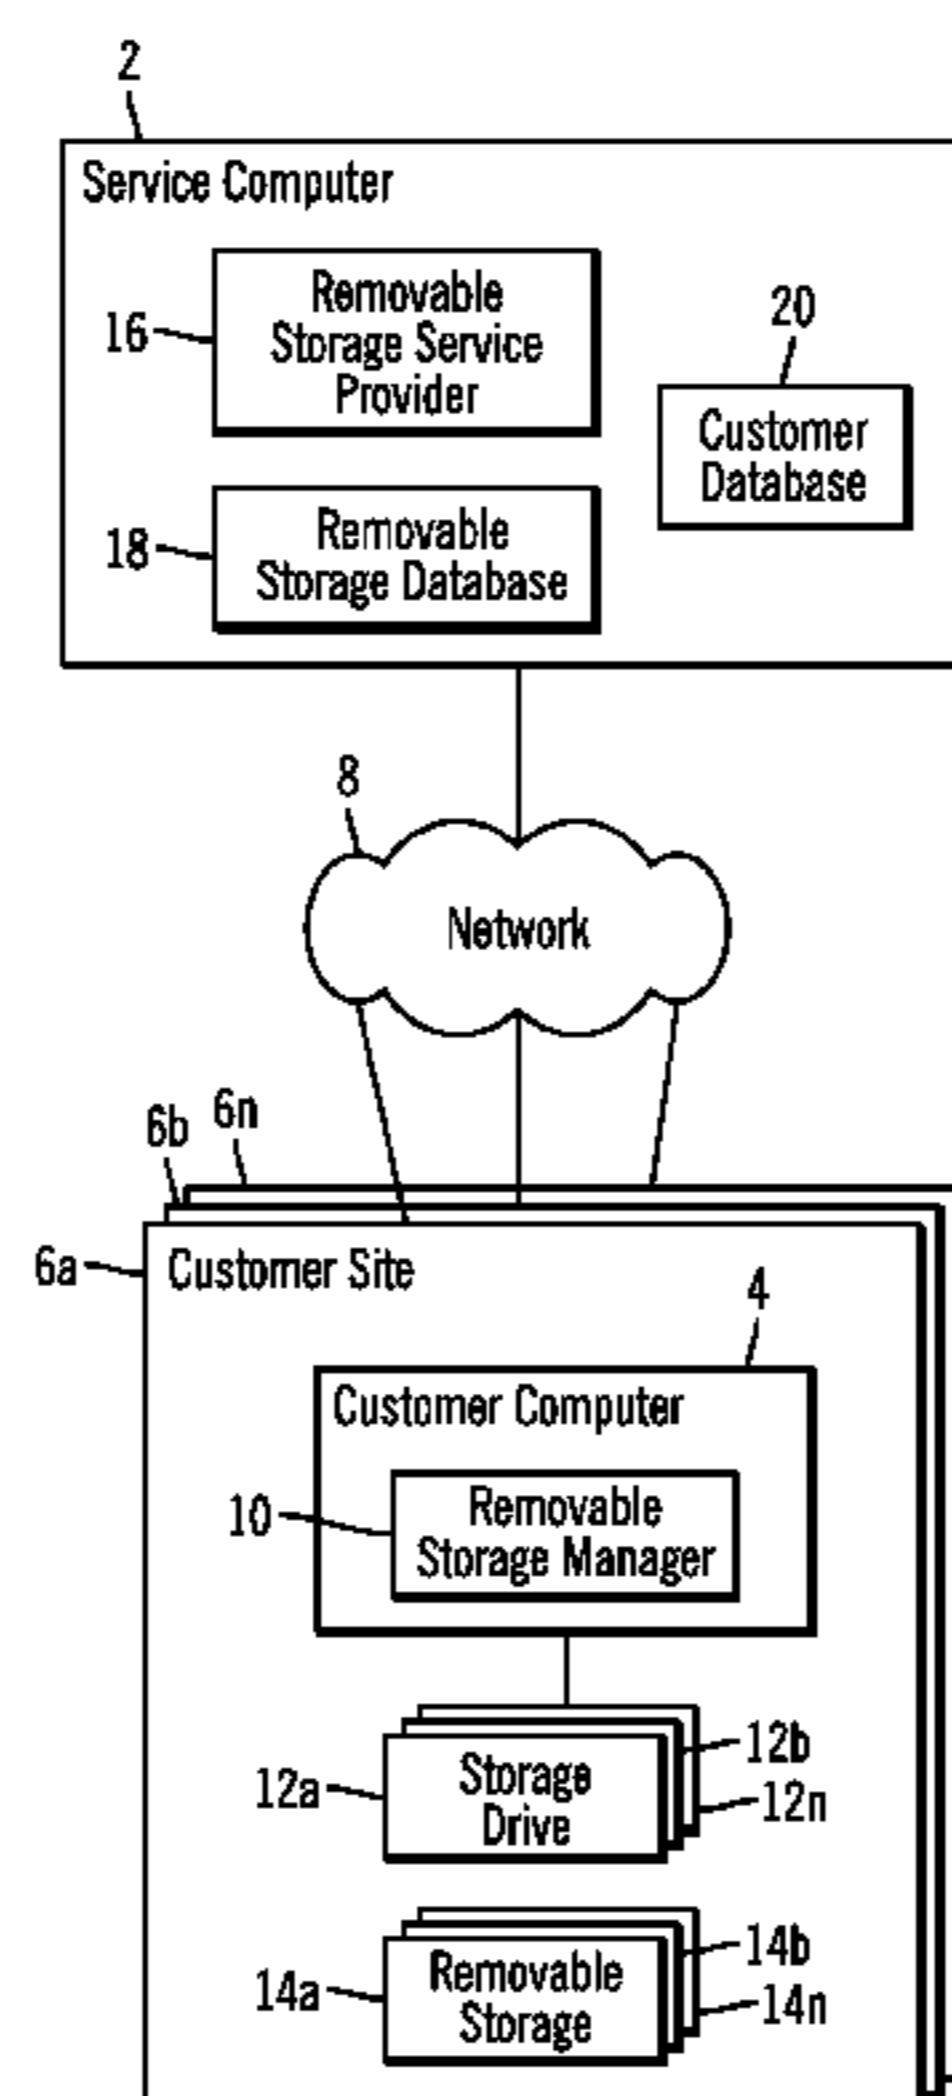 2
Service Computer
16
Removable
Storage Service
Provider
20
Customer
Database
18
Removable
Storage Database
8
Network
6b
6n
6a
Customer Site
4
Customer Computer
10
Removable
Storage Manager
12a
Storage
Drive
12b
12n
14a
Removable
Storage
14b
14n